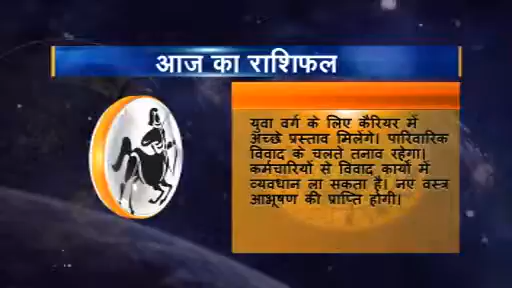 आज का राशिफल
युवा वर्ग के लिए कैरियर में
अच्छे प्रस्ताव मिलेंगे। पारिवारिक
विवाद के चलते तनाव रहेगा।
कर्मचारियों से विवाद कार्यो में
व्यवधान ला सकता है। नए वस्त्र
आभूषण की प्राप्ति होगी।